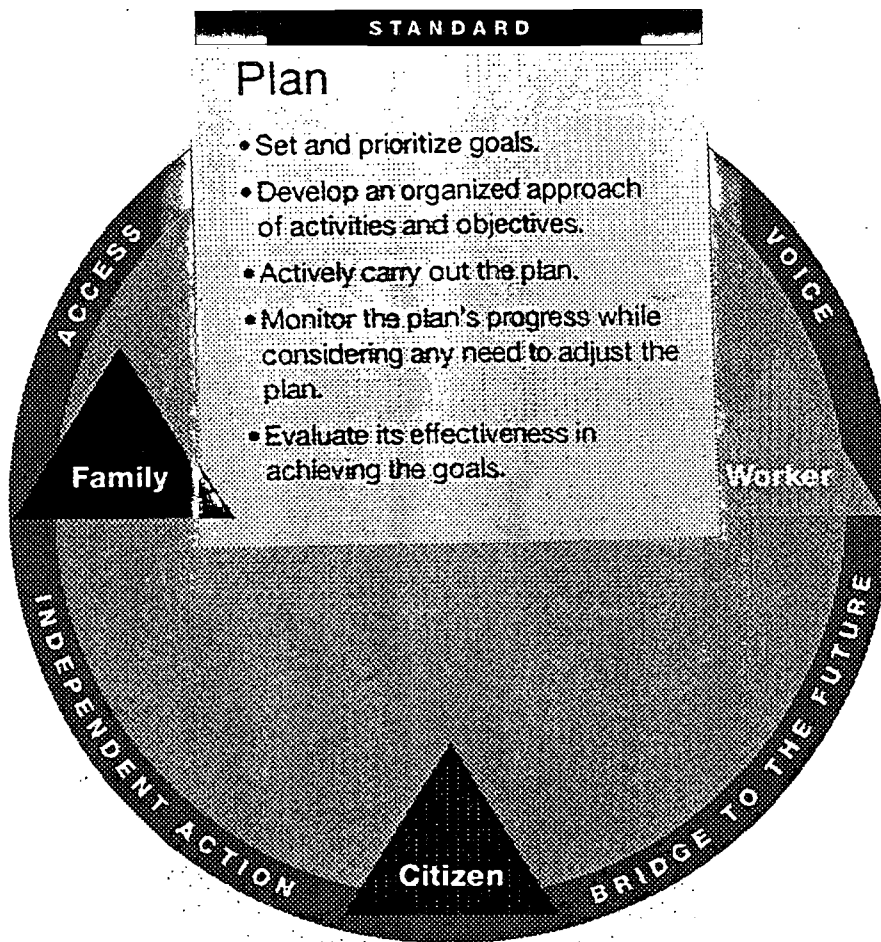 STANDARD
Plan
• Set and prioritize goals.
• Develop an organized approach
of activities and objectives.
• Actively carry out the plan.
• Monitor the plan's progress while
considering any need to adjust the
plan.
• Evaluate its effectiveness in
achieving the goals.
ACCESS
VOICE
Family
Worker
INDEPENDENT ACTION
BRIDGE TO THE FUTURE
Citizen